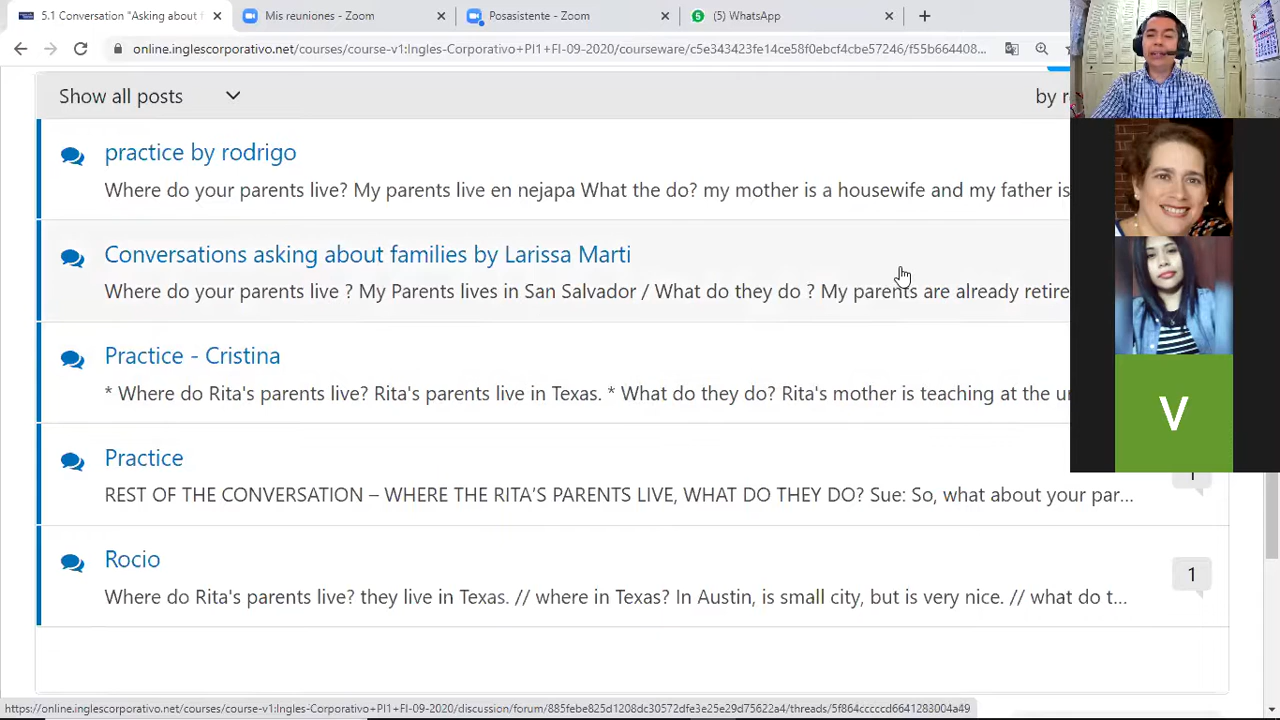 5.1 Conversation "Asking about f
Mis reuniones - Zoom
Posasistente - Zoom
(5) WhatsApp
online.inglescorporativo.net/courses/course-v1:Ingles-Corporativo+PI1+FI-09-2020/courseware/c5e343423fe14ce58f0ebf4cbe57246/f55b664408...
Show all posts
by r
practice by rodrigo
Where do your parents live? My parents live en nejapa What the do? my mother is a housewife and my father is
Conversations asking about families by Larissa Marti
Where do your parents live ? My Parents lives in San Salvador / What do they do ? My parents are already retire
Practice - Cristina
* Where do Rita's parents live? Rita's parents live in Texas. * What do they do? Rita's mother is teaching at the u
V
Practice
REST OF THE CONVERSATION – WHERE THE RITA'S PARENTS LIVE, WHAT DO THEY DO? Sue: So, what about your par...
1
Rocio
Where do Rita's parents live? they live in Texas. // where in Texas? In Austin, is small city, but is very nice. // what do t...
1
https://online.inglescorporativo.net/courses/course-v1:Ingles-Corporativo+PI1+FI-09-2020/discussion/forum/885febe825d1208dc30572dfe3e25e29d75622a4/threads/5f864cccccd6641283004a49